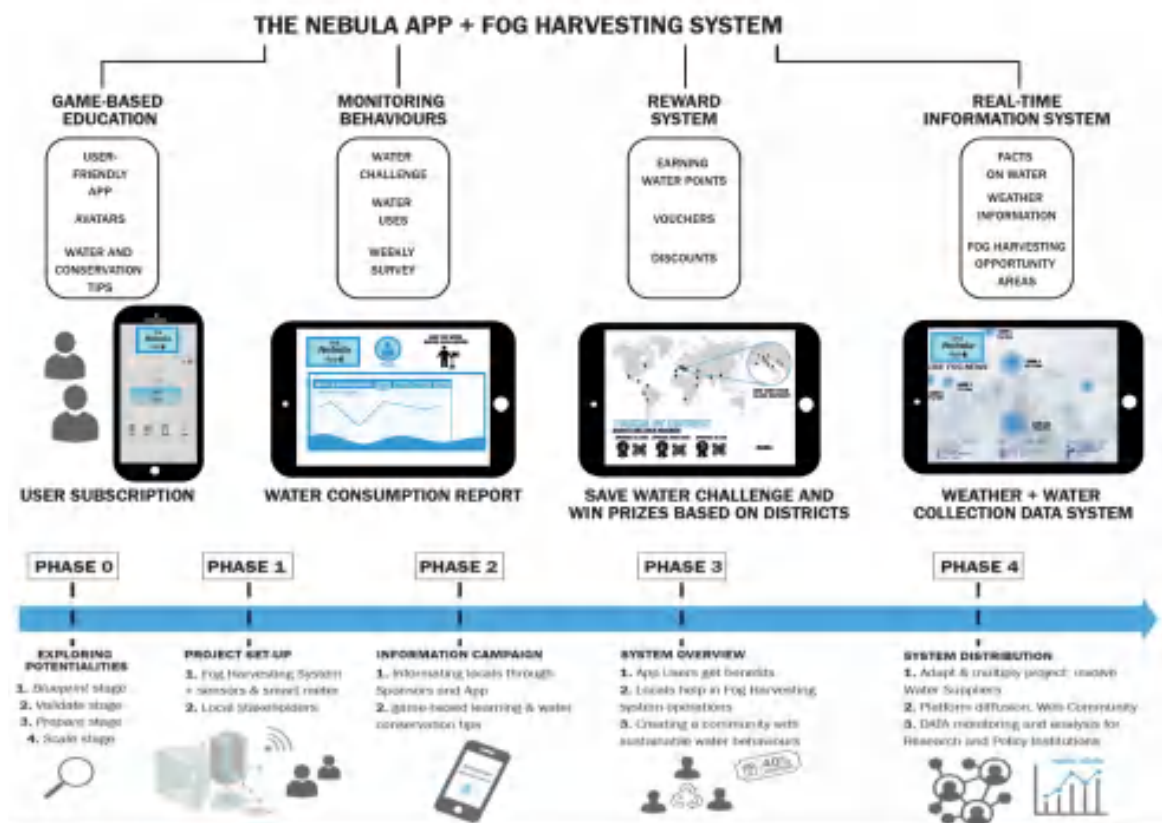 THE NEBULA APP + FOG HARVESTING SYSTEM
GAME-BASED
EDUCATION
USER-
FRIENDLY
APP
AVATARS
WATER AND
CONSERVATION
TIPS
MONITORING
BEHAVIOURS
WATER
CHALLENGE
WATER
USES
WEEKLY
SURVEY
REWARD
SYSTEM
EARNING
WATER POINTS
VOUCHERS
DISCOUNTS
REAL-TIME
INFORMATION SYSTEM
FACTS
ON WATER
WEATHER
INFORMATION
FOG HARVESTING
OPPORTUNITY
AREAS
Nebula
USER SUBSCRIPTION
WATER CONSUMPTION REPORT
SAVE WATER CHALLENGE AND
WIN PRIZES BASED ON DISTRICTS
LIVE FOG NEWS
WEATHER + WATER
COLLECTION DATA SYSTEM
PHASE 0
PHASE 1
PHASE 2
PHASE 3
PHASE 4
EXPLORING
POTENTIALITIES
1. Blueprint stage
2. Validate stage
3. Prepare stage
4. Scale stage
PROJECT SET-UP
1. Fog Harvesting System
+ sensors & smart meter
2. Local Stakeholders
INFORMATION CAMPAIGN
1. Informating locals through
Sponsors and App
2. game-based learning & water
conservation tips
SYSTEM OVERVIEW
1. App Users get benefits
2. Locals help in Fog Harvesting
system operations
3. Creating a community with
sustainable water behaviours
40%
SYSTEM DISTRIBUTION
1. Adapt & multiply project: involve
Water Suppliers
2. Platform diffusion, Web Community
3. DATA monitoring and analysis for
Research and Policy Institutions